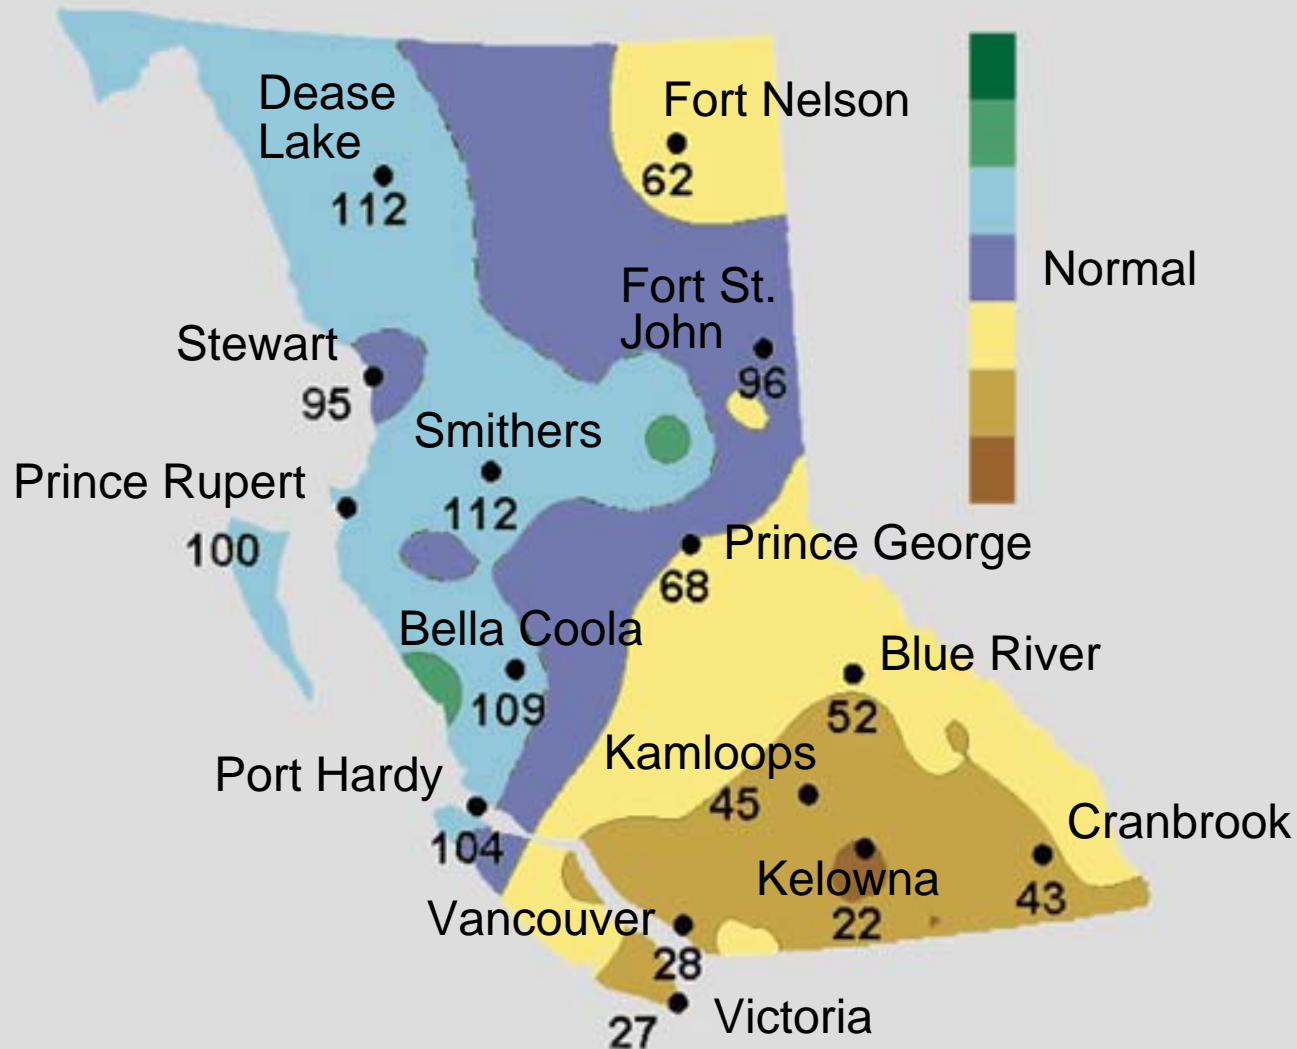 Dease
Lake
112
Fort Nelson
62
Normal
Fort St.
John
96
Stewart
95
Smithers
112
Prince Rupert
100
Prince George
68
Bella Coola
109
Blue River
52
Kamloops
45
Port Hardy
104
Cranbrook
43
Kelowna
22
Vancouver
28
Victoria
27